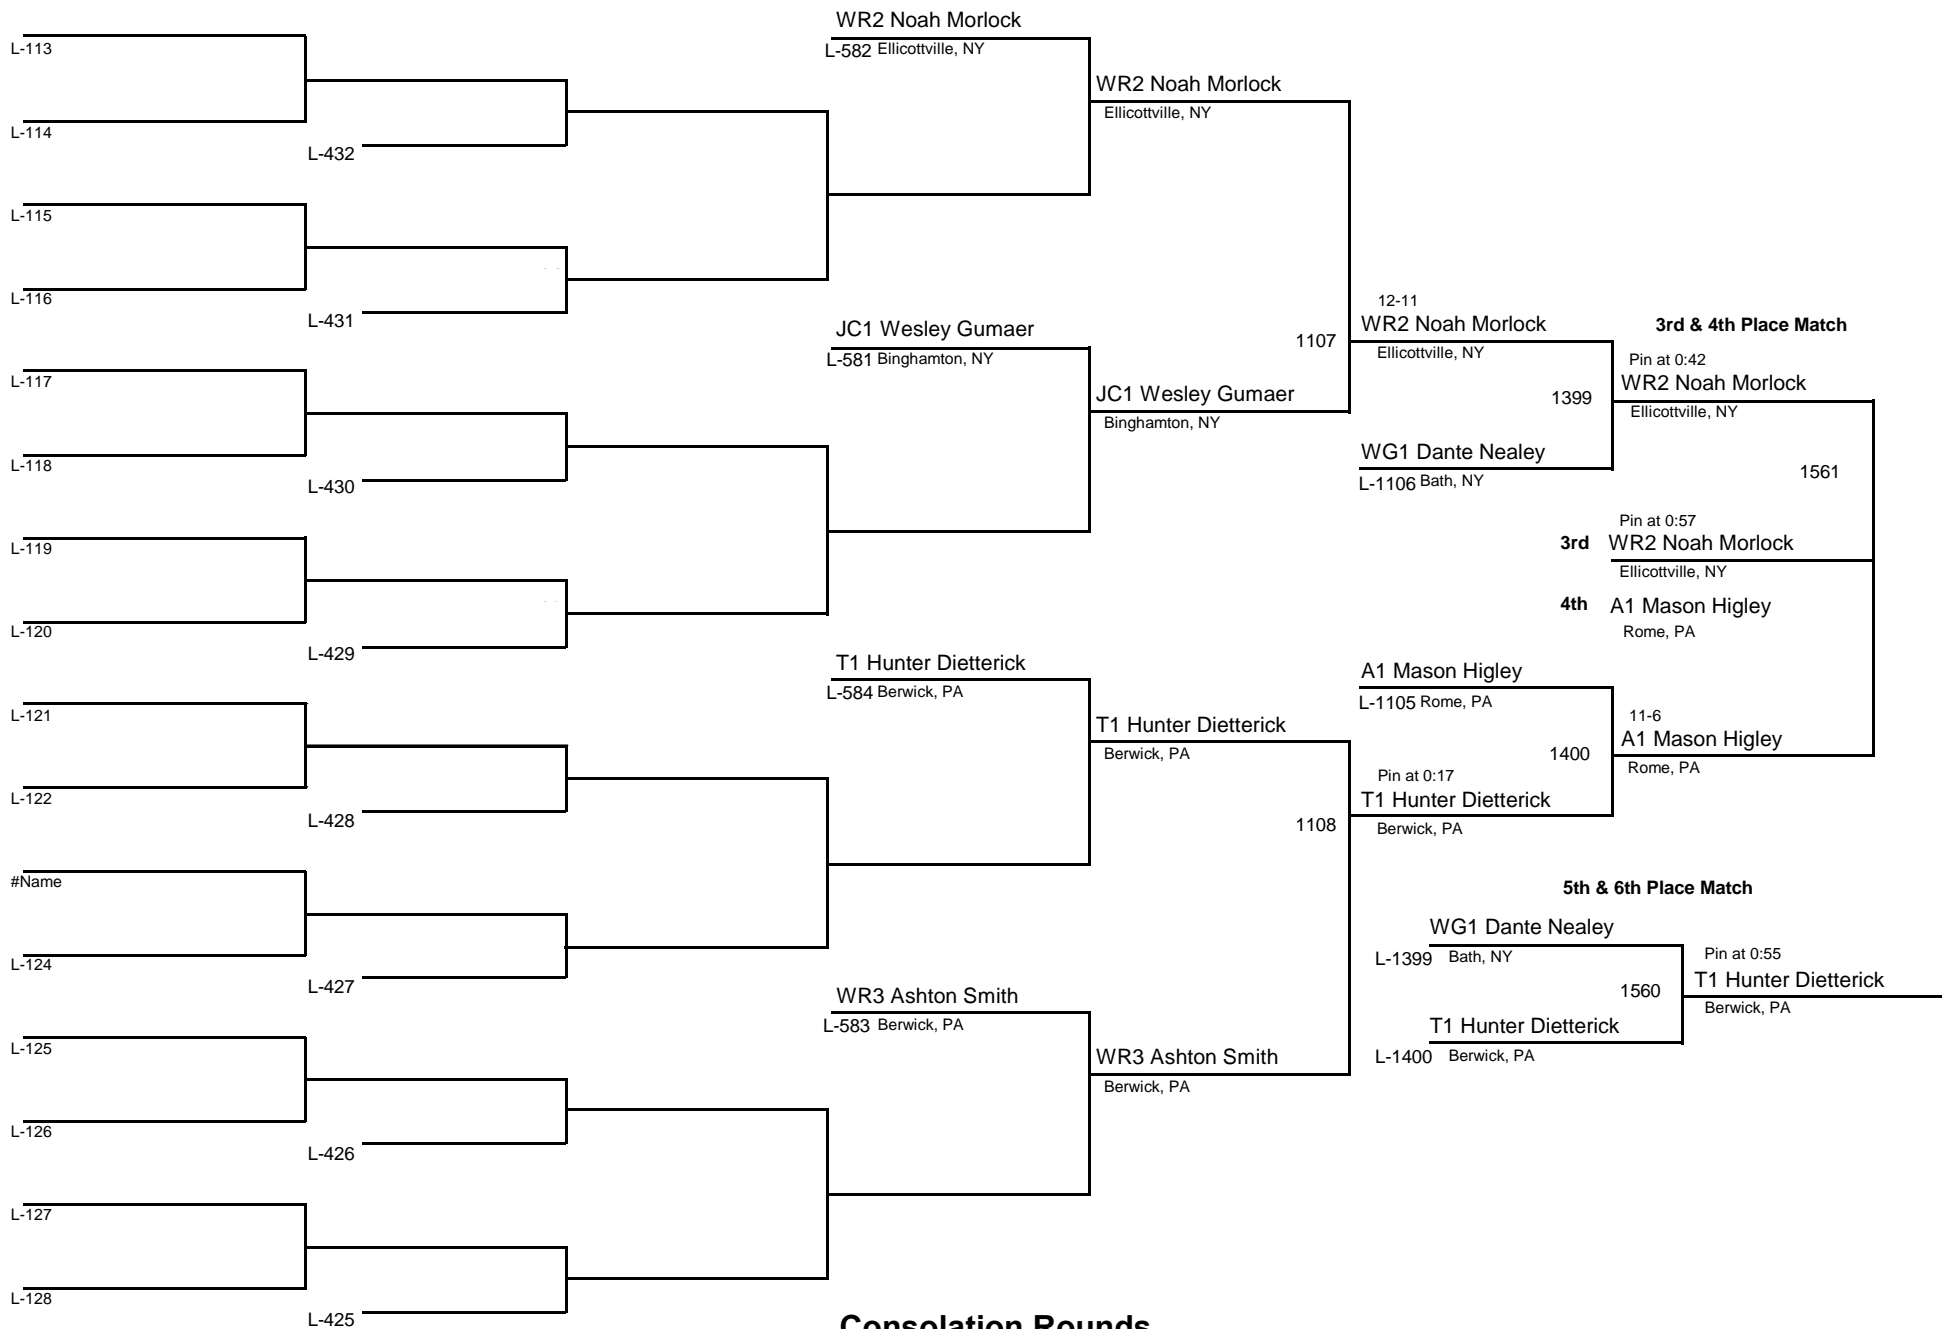 L-113
L-114
L-432
L-115
L-116
L-431
L-117
L-118
L-430
L-119
L-120
L-429
L-121
L-122
L-428
#Name
L-124
L-427
L-125
L-126
L-426
L-127
L-128
L-425
WR2 Noah Morlock
L-582 Ellicottville, NY
JC1 Wesley Gumaer
L-581 Binghamton, NY
T1 Hunter Dietterick
L-584 Berwick, PA
WR3 Ashton Smith
L-583 Berwick, PA
WR2 Noah Morlock
Ellicottville, NY
1107
JC1 Wesley Gumaer
Binghamton, NY
T1 Hunter Dietterick
Berwick, PA
1108
WR3 Ashton Smith
Berwick, PA
12-11
WR2 Noah Morlock
Ellicottville, NY
1399
WG1 Dante Nealey
L-1106 Bath, NY
A1 Mason Higley
L-1105 Rome, PA
1400
Pin at 0:17
T1 Hunter Dietterick
Berwick, PA
3rd & 4th Place Match
Pin at 0:42
WR2 Noah Morlock
Ellicottville, NY
1561
Pin at 0:57
3rd WR2 Noah Morlock
Ellicottville, NY
4th A1 Mason Higley
Rome, PA
11-6
A1 Mason Higley
Rome, PA
5th & 6th Place Match
WG1 Dante Nealey
L-1399 Bath, NY
1560
T1 Hunter Dietterick
L-1400 Berwick, PA
Pin at 0:55
T1 Hunter Dietterick
Berwick, PA
Consolation Rounds